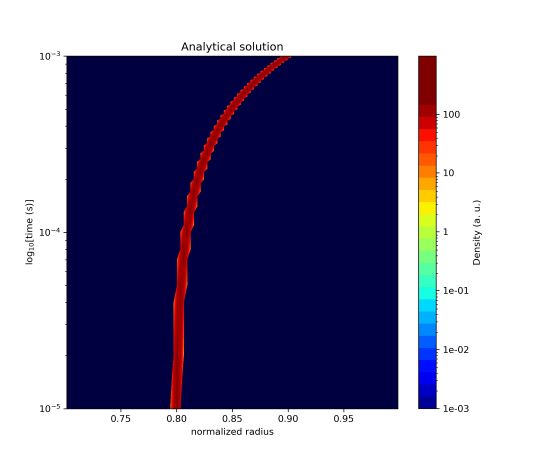 Analytical solution
10⁻³
10⁻⁴
10⁻⁵
log₁₀[time (s)]
0.75 0.80 0.85 0.90 0.95
normalized radius
100
10
1
1e-01
1e-02
1e-03
Density (a. u.)